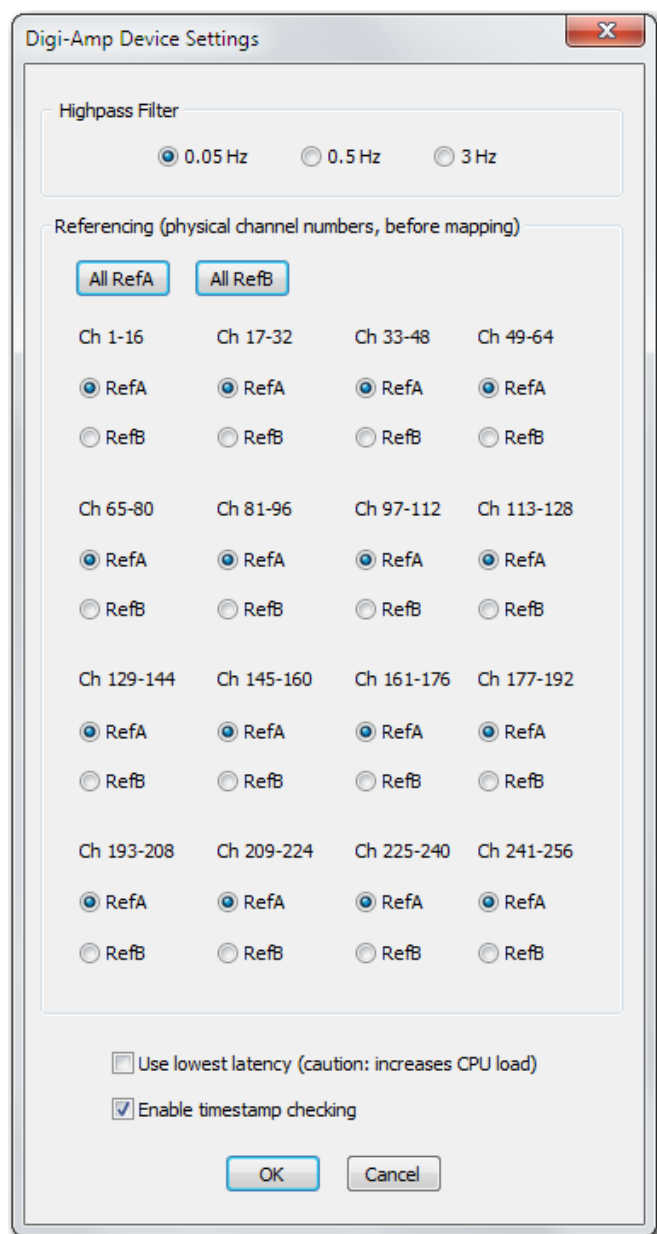 Digi-Amp Device Settings
Highpass Filter
0.05 Hz 0.5 Hz 3 Hz
Referencing (physical channel numbers, before mapping)
All RefA All RefB
Ch 1-16 Ch 17-32 Ch 33-48 Ch 49-64
RefA RefA RefA RefA
RefB RefB RefB RefB
Ch 65-80 Ch 81-96 Ch 97-112 Ch 113-128
RefA RefA RefA RefA
RefB RefB RefB RefB
Ch 129-144 Ch 145-160 Ch 161-176 Ch 177-192
RefA RefA RefA RefA
RefB RefB RefB RefB
Ch 193-208 Ch 209-224 Ch 225-240 Ch 241-256
RefA RefA RefA RefA
RefB RefB RefB RefB
Use lowest latency (caution: increases CPU load)
Enable timestamp checking
OK Cancel